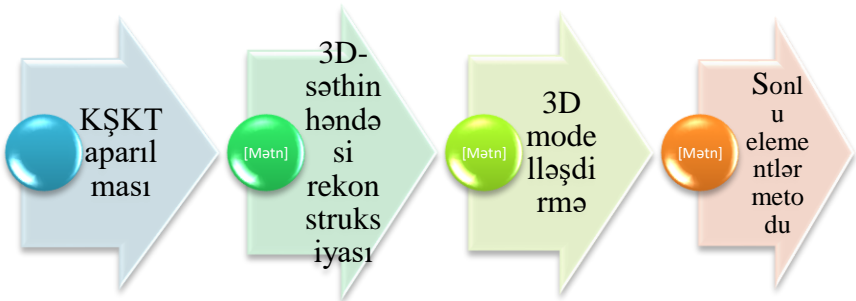 KŞKT
aparıl
ması
[Mətn]
3D-
səthin
həndə
si
rekon
struks
iyası
[Mətn]
3D
mode
lləşdi
rmə
[Mətn]
Sonl
u
eleme
ntlər
meto
du